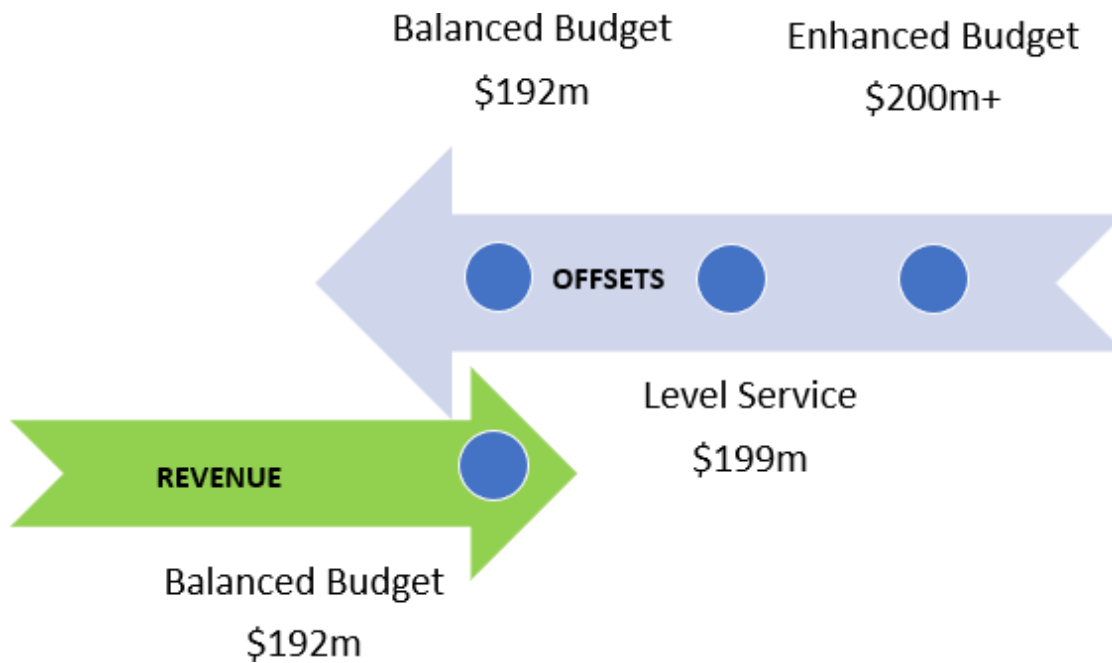 Balanced Budget
$192m
Enhanced Budget
$200m+
OFFSETS
Level Service
$199m
REVENUE
Balanced Budget
$192m